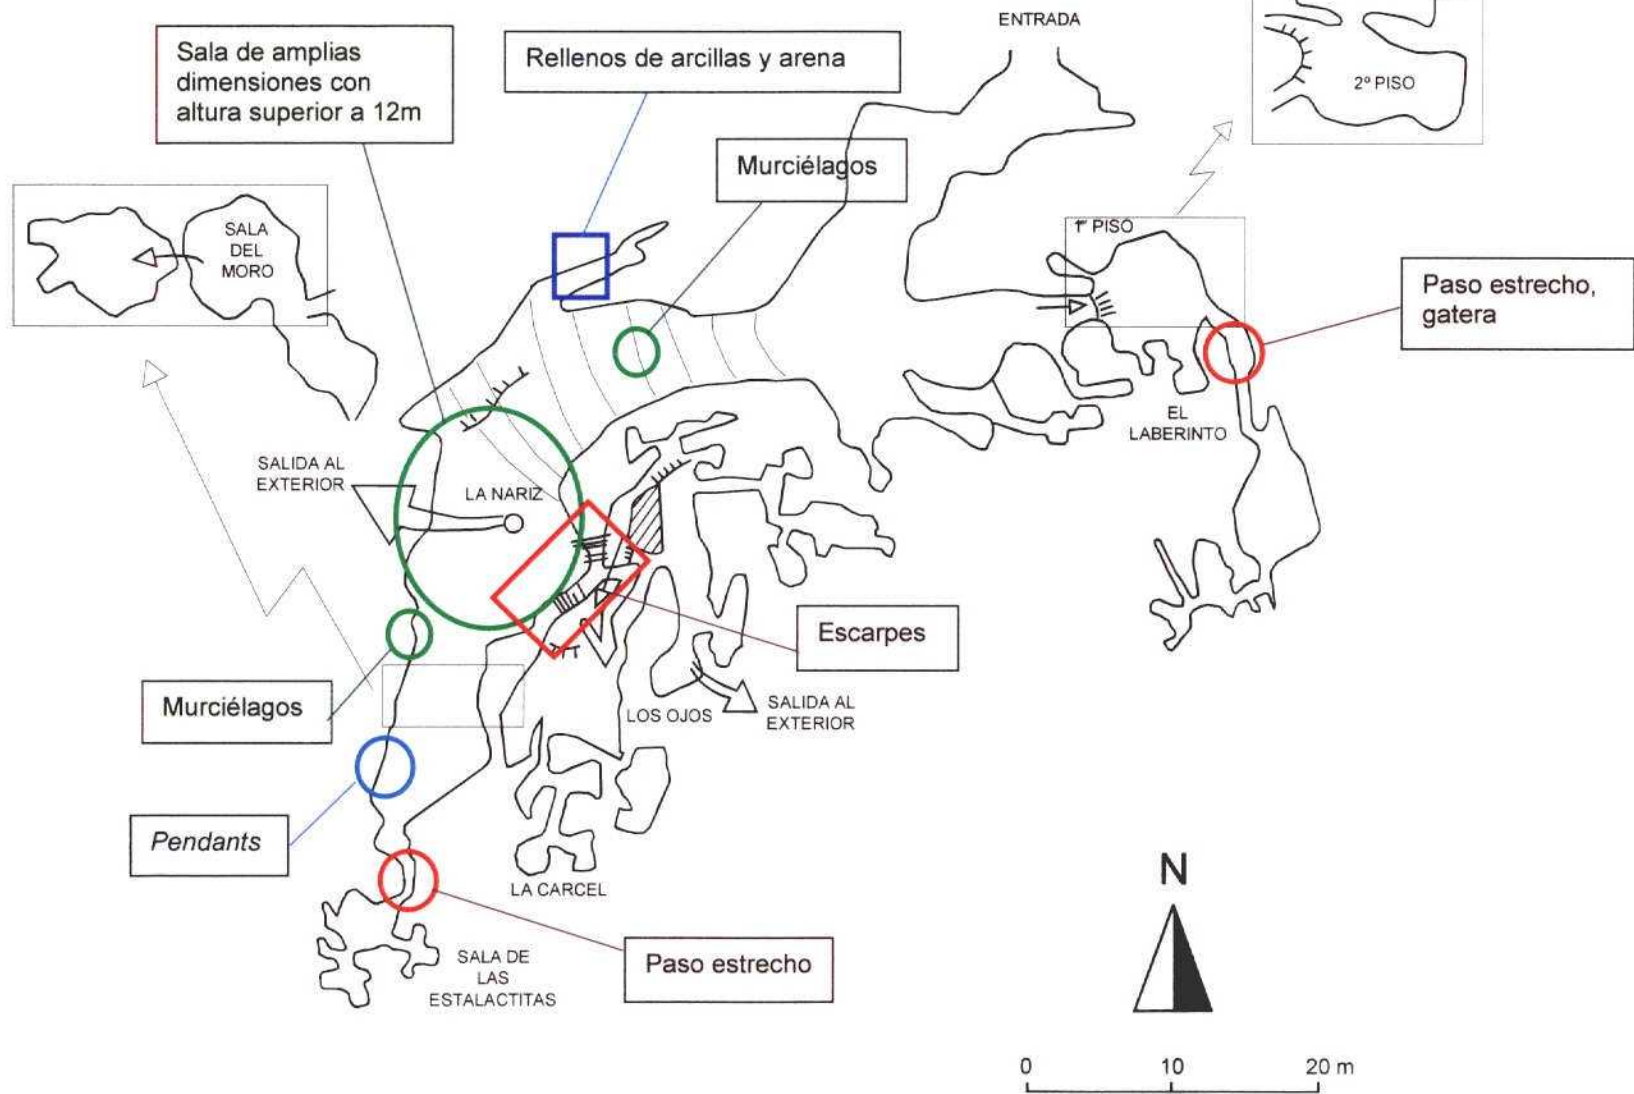 ENTRADA
Sala de amplias
dimensiones con
altura superior a 12m
Rellenos de arcillas y arena
2º PISO
Murciélagos
SALA
DEL
MORO
1er PISO
Paso estrecho,
gatera
EL
LABERINTO
SALIDA AL
EXTERIOR
LA NARIZ
Escarpes
Murciélagos
LOS OJOS
SALIDA AL
EXTERIOR
Pendants
LA CARCEL
SALA DE
LAS
ESTALACTITAS
Paso estrecho
N
0 10 20 m